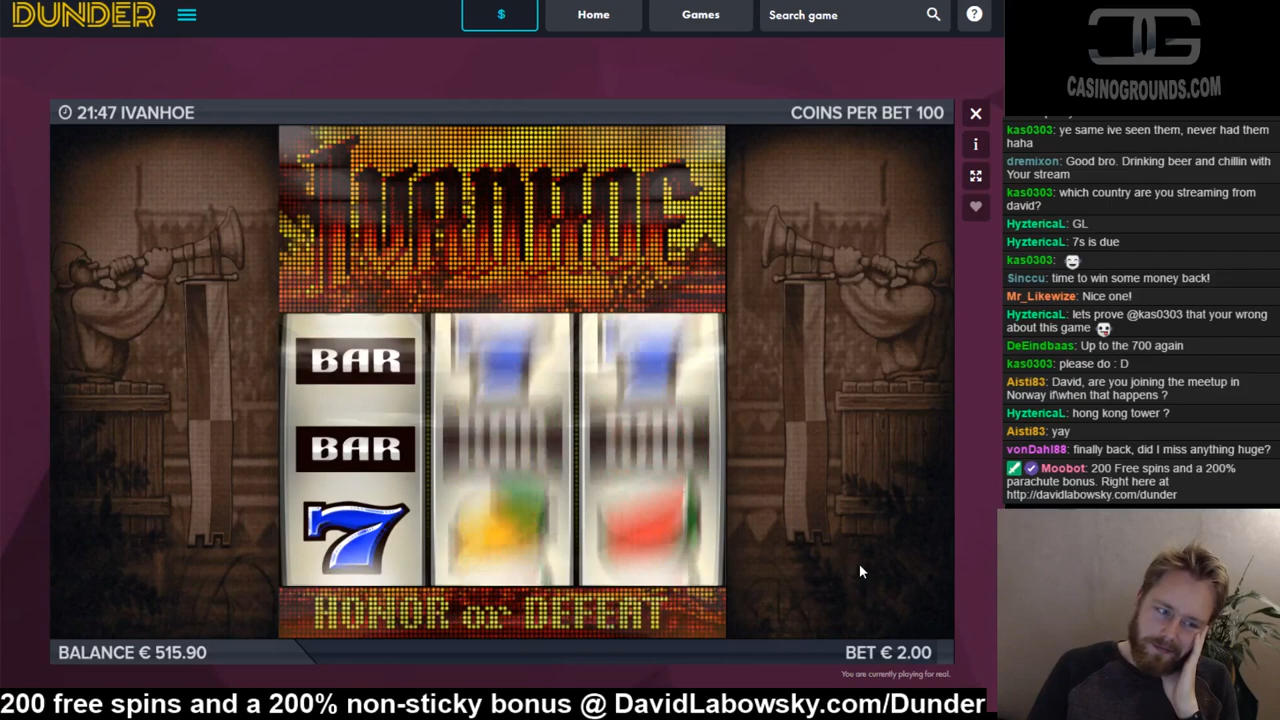 DUNDER
$
Home
Games
Search game
?
21:47 IVANHOE
COINS PER BET 100
IVANHOE
BAR
BAR
7
HONOR or DEFEAT
BALANCE € 515.90
BET € 2.00
You are currently playing for real.
200 free spins and a 200% non-sticky bonus @ DavidLabowsky.com/Dunder
CG
CASINOGROUNDS.COM
kas0303: ye same ive seen them, never had them
haha
dremixon: Good bro. Drinking beer and chillin with
Your stream
kas0303: which country are you streaming from
david?
HyztericaL: GL
HyztericaL: 7s is due
kas0303:
Sinccu: time to win some money back!
Mr_Likewize: Nice one!
HyztericaL: lets prove @kas0303 that your wrong
about this game
DeEindbaas: Up to the 700 again
kas0303: please do : D
Aisti83: David, are you joining the meetup in
Norway if\when that happens ?
HyztericaL: hong kong tower ?
Aisti83: yay
vonDahl88: finally back, did I miss anything huge?
Moobot: 200 Free spins and a 200%
parachute bonus. Right here at
http://davidlabowsky.com/dunder